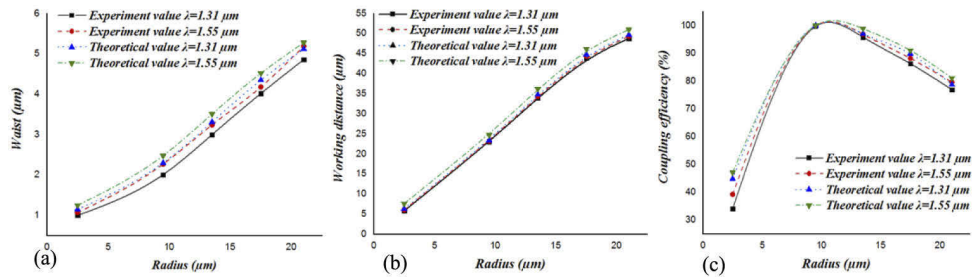 Experiment value λ=1.31 μm
Experiment value λ=1.55 μm
Theoretical value λ=1.31 μm
Theoretical value λ=1.55 μm
Waist (μm)
6
5
4
3
2
1
0
5
10
15
20
Radius (μm)
(a)
Experiment value λ=1.31 μm
Experiment value λ=1.55 μm
Theoretical value λ=1.31 μm
Theoretical value λ=1.55 μm
Working distance (μm)
55
50
45
40
35
30
25
20
15
10
5
0
0
5
10
15
20
Radius (μm)
(b)
Coupling efficiency (%)
100
90
80
70
60
50
40
30
Experiment value λ=1.31 μm
Experiment value λ=1.55 μm
Theoretical value λ=1.31 μm
Theoretical value λ=1.55 μm
0
5
10
15
20
Radius (μm)
(c)